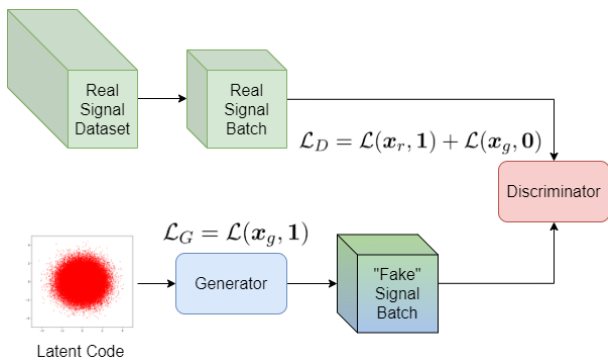 Real
Signal
Dataset
Real
Signal
Batch
ℒ_D = ℒ(𝒙_r, 𝟏) + ℒ(𝒙_g, 𝟎)
Discriminator
ℒ_G = ℒ(𝒙_g, 𝟏)
Generator
"Fake"
Signal
Batch
Latent Code